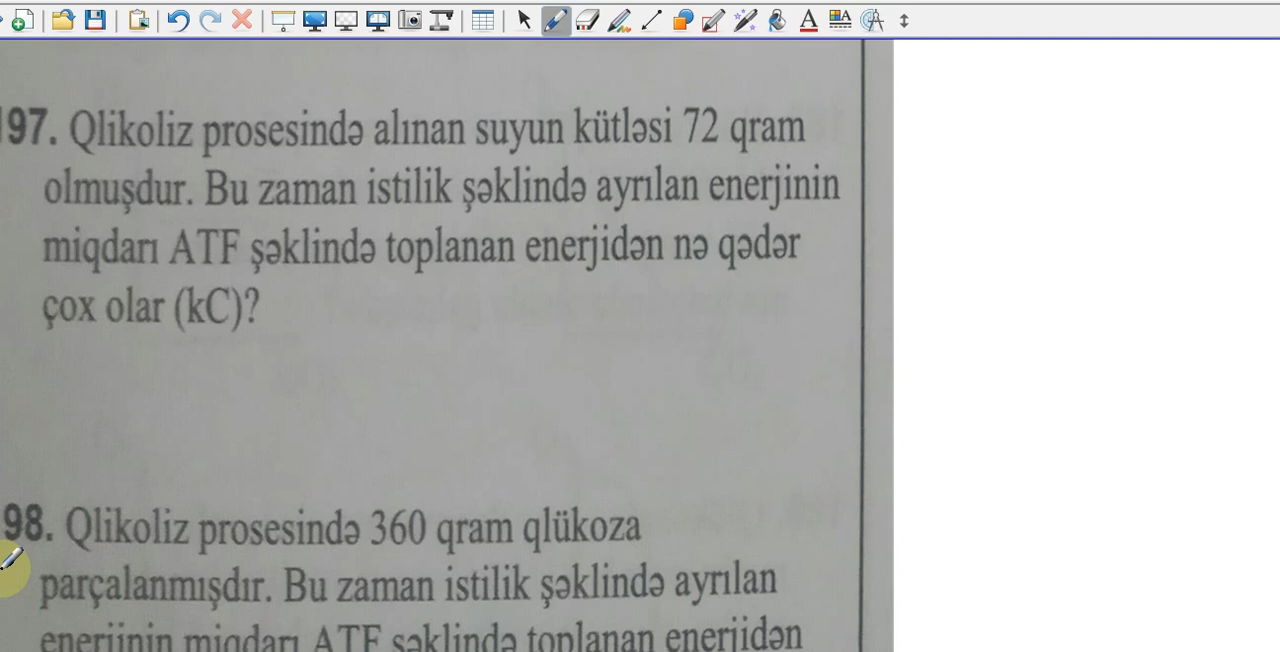 197. Qlikoliz prosesində alınan suyun kütləsi 72 qram
olmuşdur. Bu zaman istilik şəklində ayrılan enerjinin
miqdarı ATF şəklində toplanan enerjidən nə qədər
çox olar (kC)?
98. Qlikoliz prosesində 360 qram qlükoza
parçalanmışdır. Bu zaman istilik şəklində ayrılan
enerjinin miqdarı ATF şəklində toplanan enerjidən